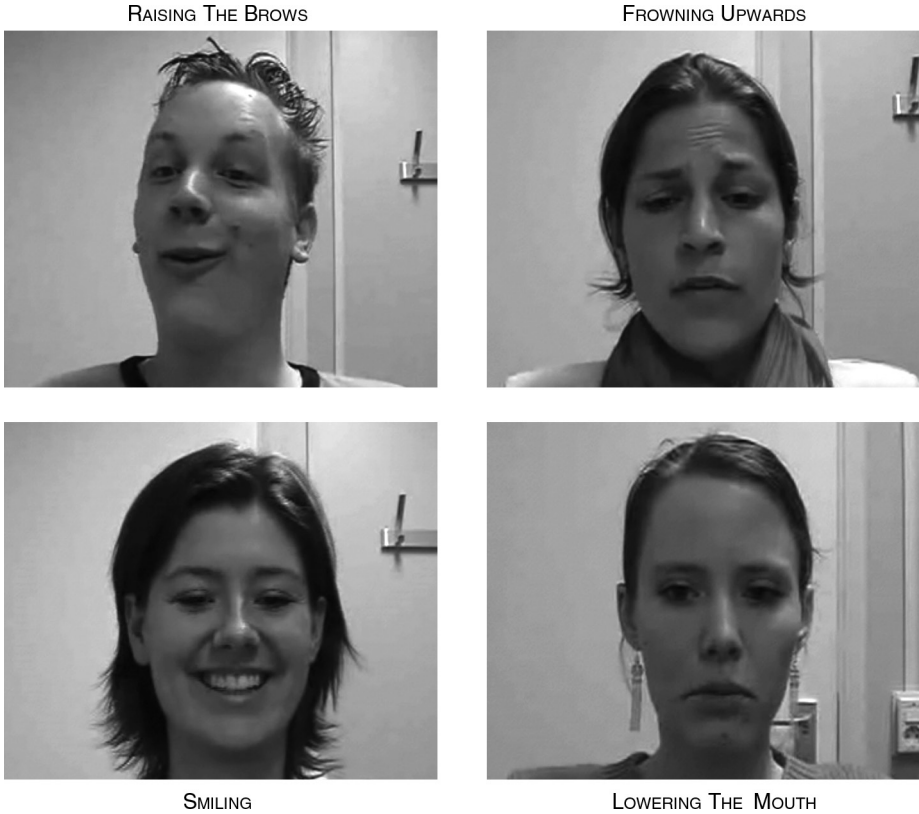 Raising The Brows
Frowning Upwards
Smiling
Lowering The Mouth